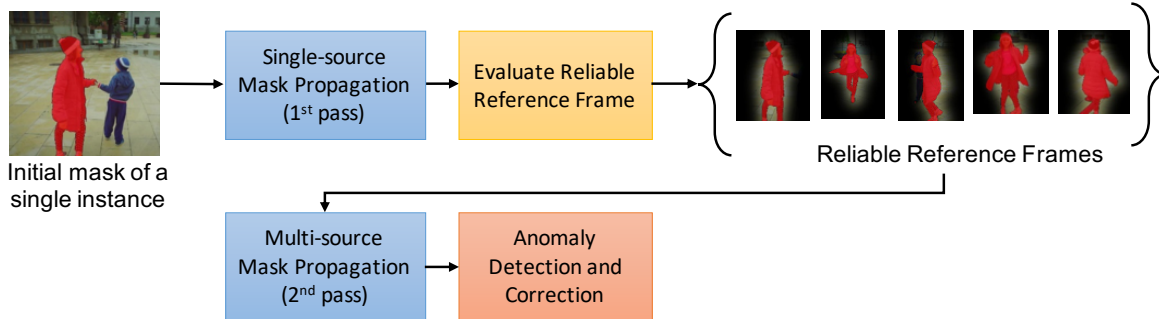 Initial mask of a
single instance
Single-source
Mask Propagation
(1st pass)
Evaluate Reliable
Reference Frame
Reliable Reference Frames
Multi-source
Mask Propagation
(2nd pass)
Anomaly
Detection and
Correction